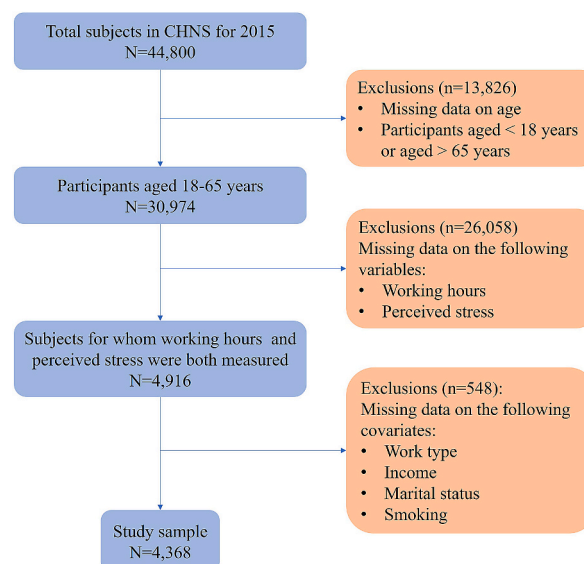 Total subjects in CHNS for 2015
N=44,800
Exclusions (n=13,826)
• Missing data on age
• Participants aged < 18 years
or aged > 65 years
Participants aged 18-65 years
N=30,974
Exclusions (n=26,058)
Missing data on the following
variables:
• Working hours
• Perceived stress
Subjects for whom working hours and
perceived stress were both measured
N=4,916
Exclusions (n=548):
Missing data on the following
covariates:
• Work type
• Income
• Marital status
• Smoking
Study sample
N=4,368